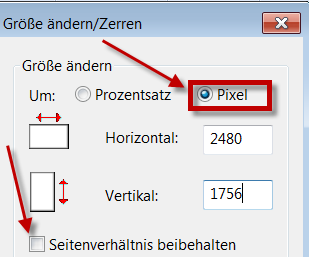 Größe ändern/Zerren
Größe ändern
Um: Prozentsatz Pixel
Horizontal: 2480
Vertikal: 1756
Seitenverhältnis beibehalten